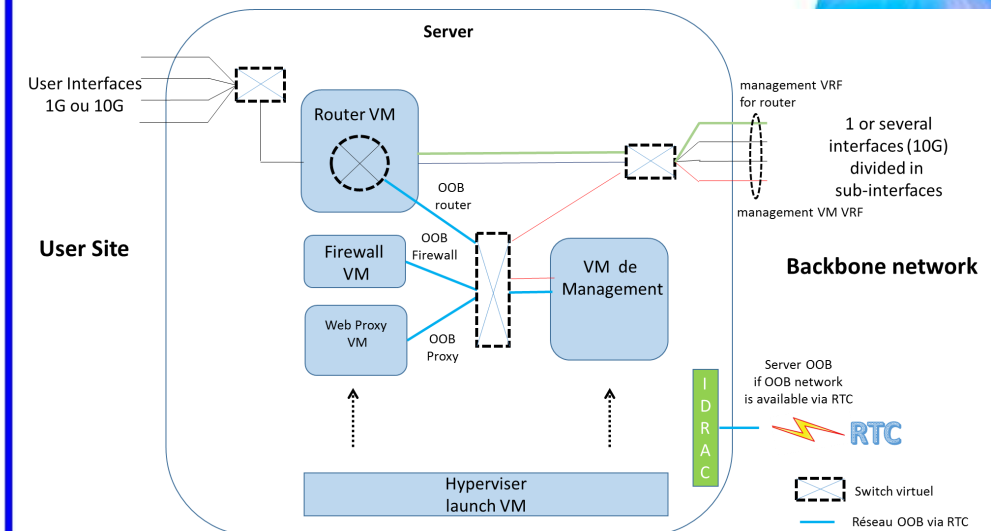 Server
User Interfaces
1G ou 10G
Router VM
management VRF
for router
1 or several
interfaces (10G)
divided in
sub-interfaces
management VM VRF
OOB
router
User Site
Firewall
VM
OOB
Firewall
VM de
Management
Backbone network
Web Proxy
VM
OOB
Proxy
I
D
R
A
C
Server OOB
if OOB network
is available via RTC
RTC
Hyperviser
launch VM
Switch virtuel
Réseau OOB via RTC